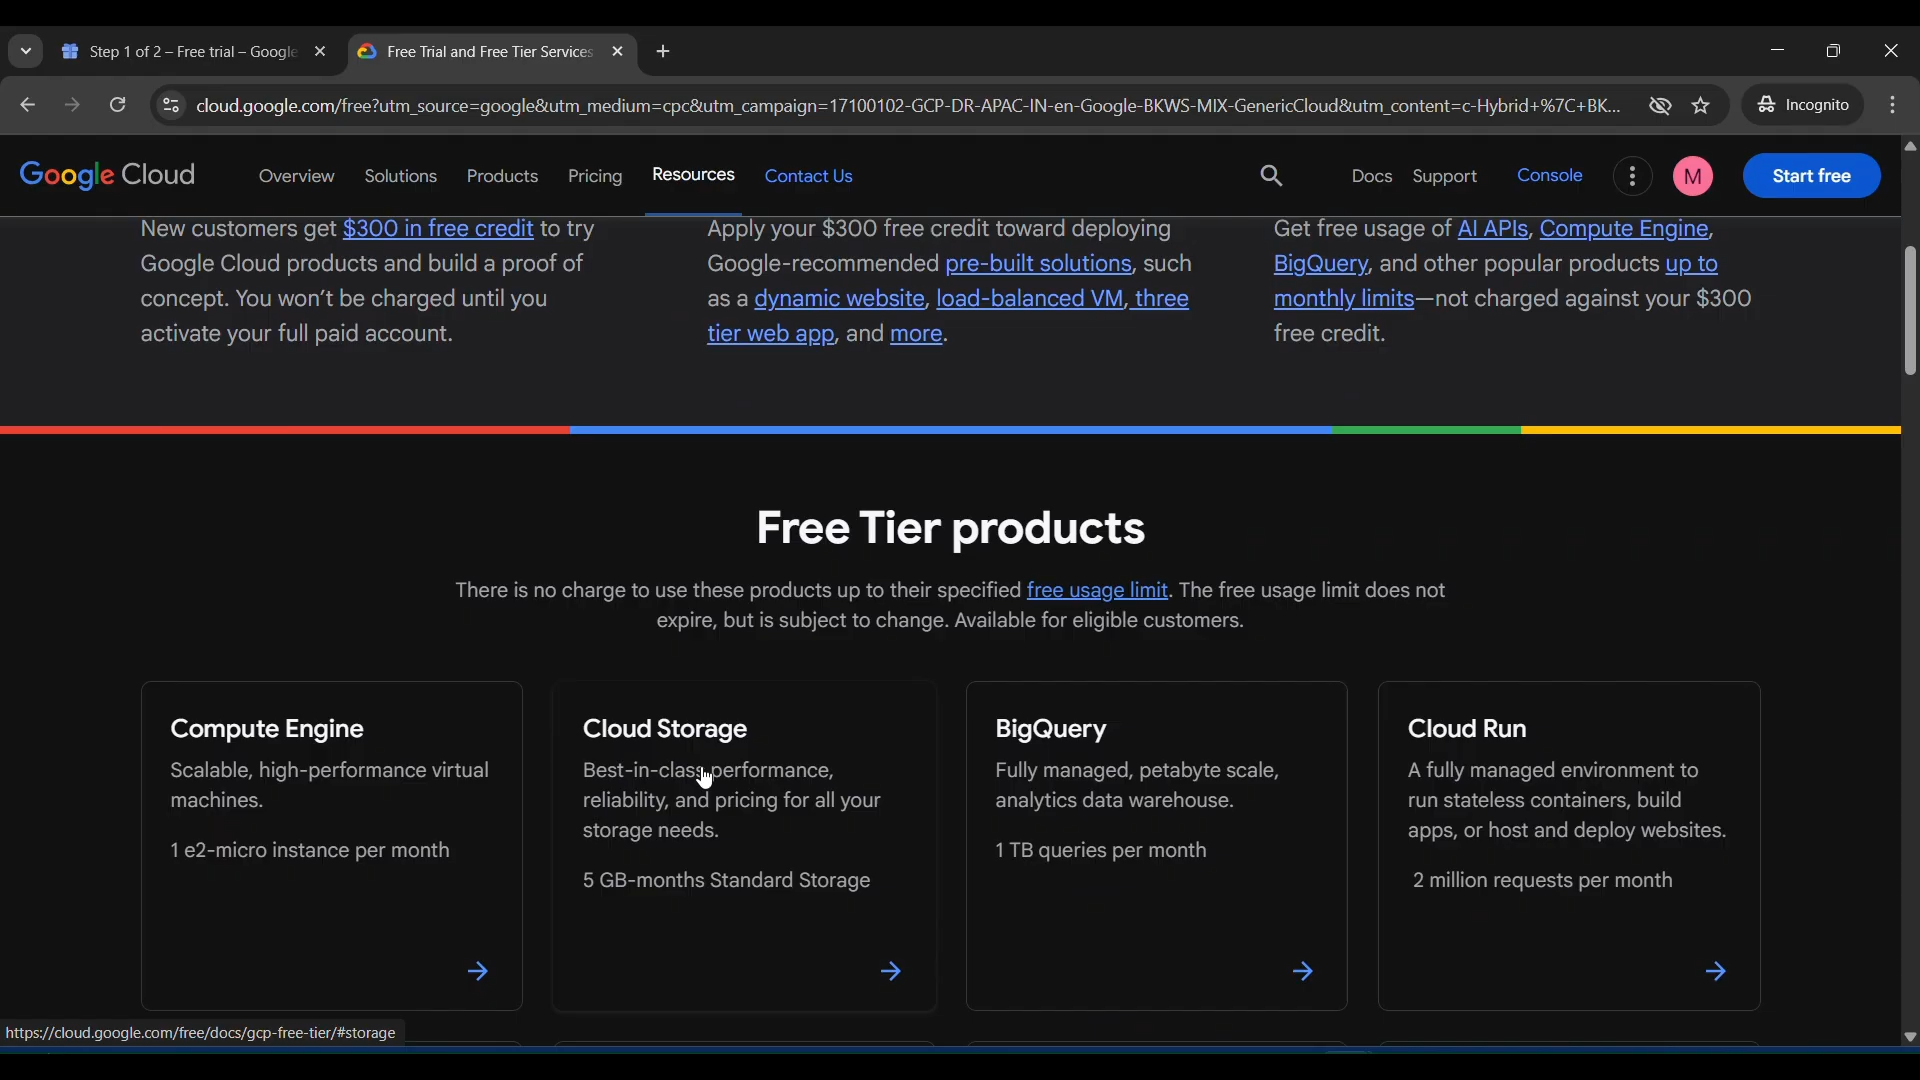 Step 1 of 2 – Free trial – Google
Free Trial and Free Tier Services
cloud.google.com/free?utm_source=google&utm_medium=cpc&utm_campaign=17100102-GCP-DR-APAC-IN-en-Google-BKWS-MIX-GenericCloud&utm_content=c-Hybrid+%7C+BK...
Incognito
Google Cloud
Overview
Solutions
Products
Pricing
Resources
Contact Us
Docs
Support
Console
M
Start free
New customers get $300 in free credit to try
Google Cloud products and build a proof of
concept. You won't be charged until you
activate your full paid account.
Apply your $300 free credit toward deploying
Google-recommended pre-built solutions, such
as a dynamic website, load-balanced VM, three
tier web app, and more.
Get free usage of AI APIs, Compute Engine,
BigQuery, and other popular products up to
monthly limits—not charged against your $300
free credit.
Free Tier products
There is no charge to use these products up to their specified free usage limit. The free usage limit does not
expire, but is subject to change. Available for eligible customers.
Compute Engine
Scalable, high-performance virtual
machines.
1 e2-micro instance per month
Cloud Storage
Best-in-class performance,
reliability, and pricing for all your
storage needs.
5 GB-months Standard Storage
BigQuery
Fully managed, petabyte scale,
analytics data warehouse.
1 TB queries per month
Cloud Run
A fully managed environment to
run stateless containers, build
apps, or host and deploy websites.
2 million requests per month
https://cloud.google.com/free/docs/gcp-free-tier/#storage